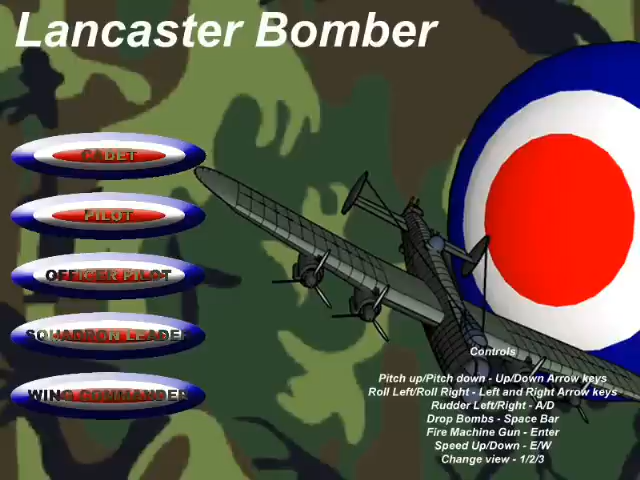 Lancaster Bomber
CADET
PILOT
OFFICER PILOT
SQUADRON LEADER
WING COMMANDER
Controls
Pitch up/Pitch down - Up/Down Arrow keys
Roll Left/Roll Right - Left and Right Arrow keys
Rudder Left/Right - A/D
Drop Bombs - Space Bar
Fire Machine Gun - Enter
Speed Up/Down - E/W
Change view - 1/2/3